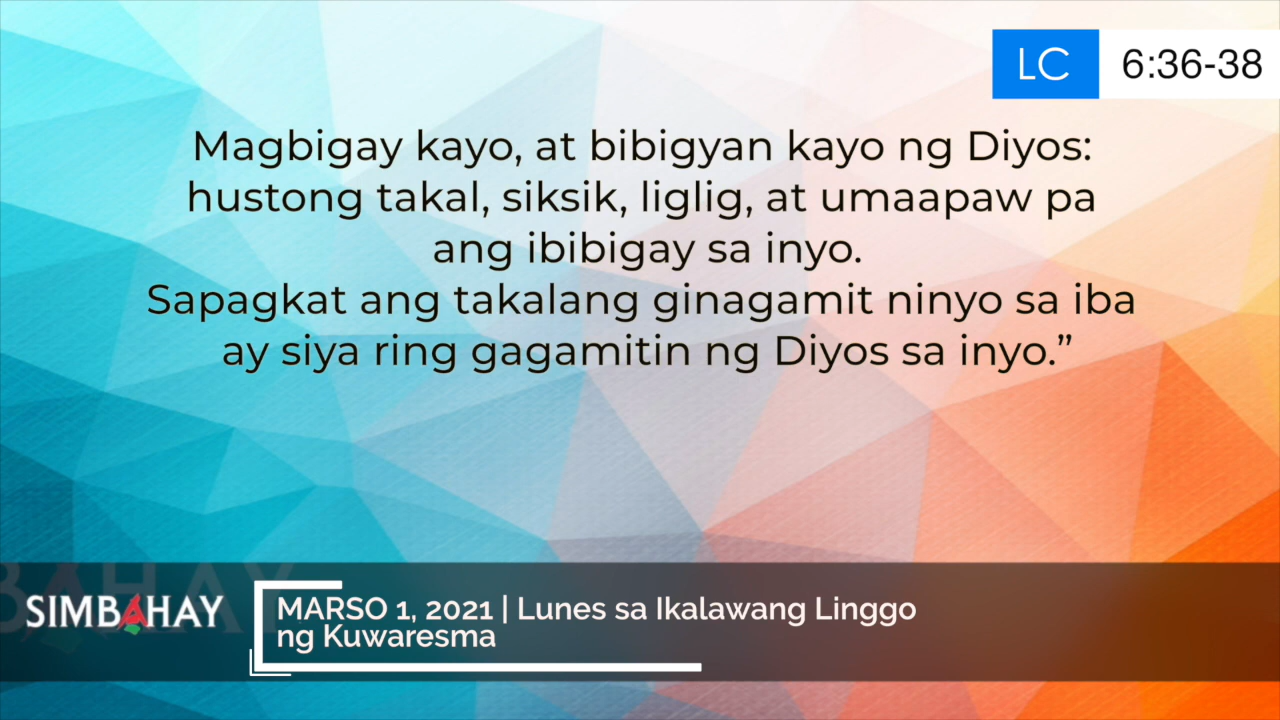 LC 6:36-38
Magbigay kayo, at bibigyan kayo ng Diyos:
hustong takal, siksik, liglig, at umaapaw pa
ang ibibigay sa inyo.
Sapagkat ang takalang ginagamit ninyo sa iba
ay siya ring gagamitin ng Diyos sa inyo.”
SIMBAHAY
MARSO 1, 2021 | Lunes sa Ikalawang Linggo
ng Kuwaresma